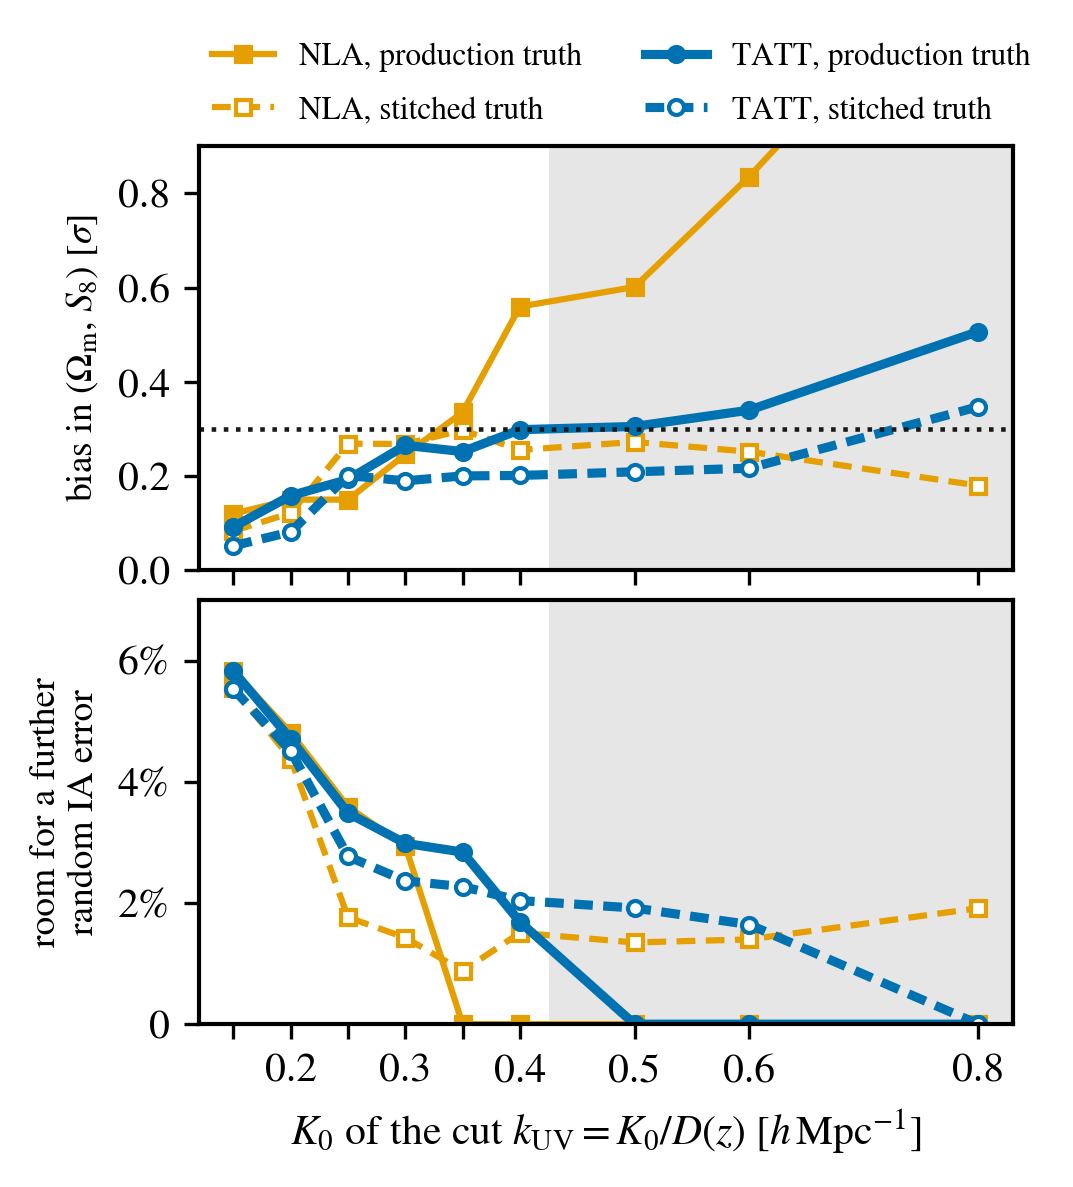 NLA, production truth
TATT, production truth
NLA, stitched truth
TATT, stitched truth
0.8
0.6
0.4
0.2
0.0
bias in (Ωm, S8) [σ]
6%
4%
2%
0
room for a further
random IA error
0.2 0.3 0.4 0.5 0.6 0.8
K0 of the cut kUV = K0/D(z) [h Mpc−1]